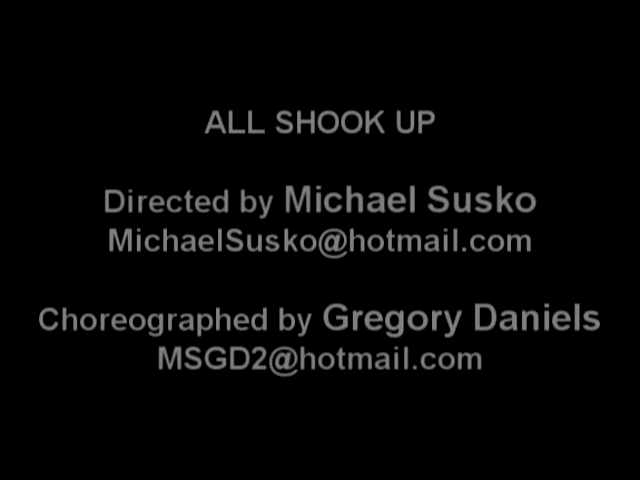 ALL SHOOK UP
Directed by Michael Susko
MichaelSusko@hotmail.com
Choreographed by Gregory Daniels
MSGD2@hotmail.com